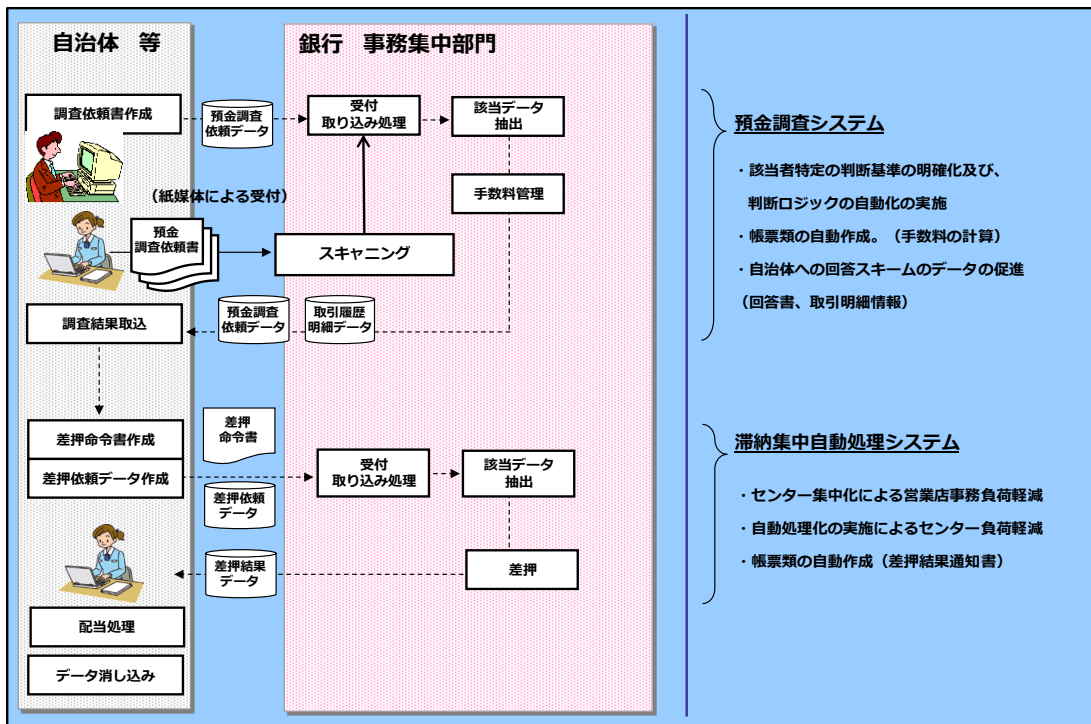 自治体　等
銀行　事務集中部門
調査依頼書作成
預金調査
依頼データ
受付
取り込み処理
該当データ
抽出
手数料管理
（紙媒体による受付）
預金
調査依頼書
スキャニング
調査結果取込
預金調査
依頼データ
取引履歴
明細データ
差押命令書作成
差押
命令書
差押依頼データ作成
受付
取り込み処理
該当データ
抽出
差押依頼
データ
差押結果
データ
差押
配当処理
データ消し込み
預金調査システム
・該当者特定の判断基準の明確化及び、
判断ロジックの自動化の実施
・帳票類の自動作成。（手数料の計算）
・自治体への回答スキームのデータの促進
（回答書、取引明細情報）
滞納集中自動処理システム
・センター集中化による営業店事務負荷軽減
・自動処理化の実施によるセンター負荷軽減
・帳票類の自動作成（差押結果通知書）